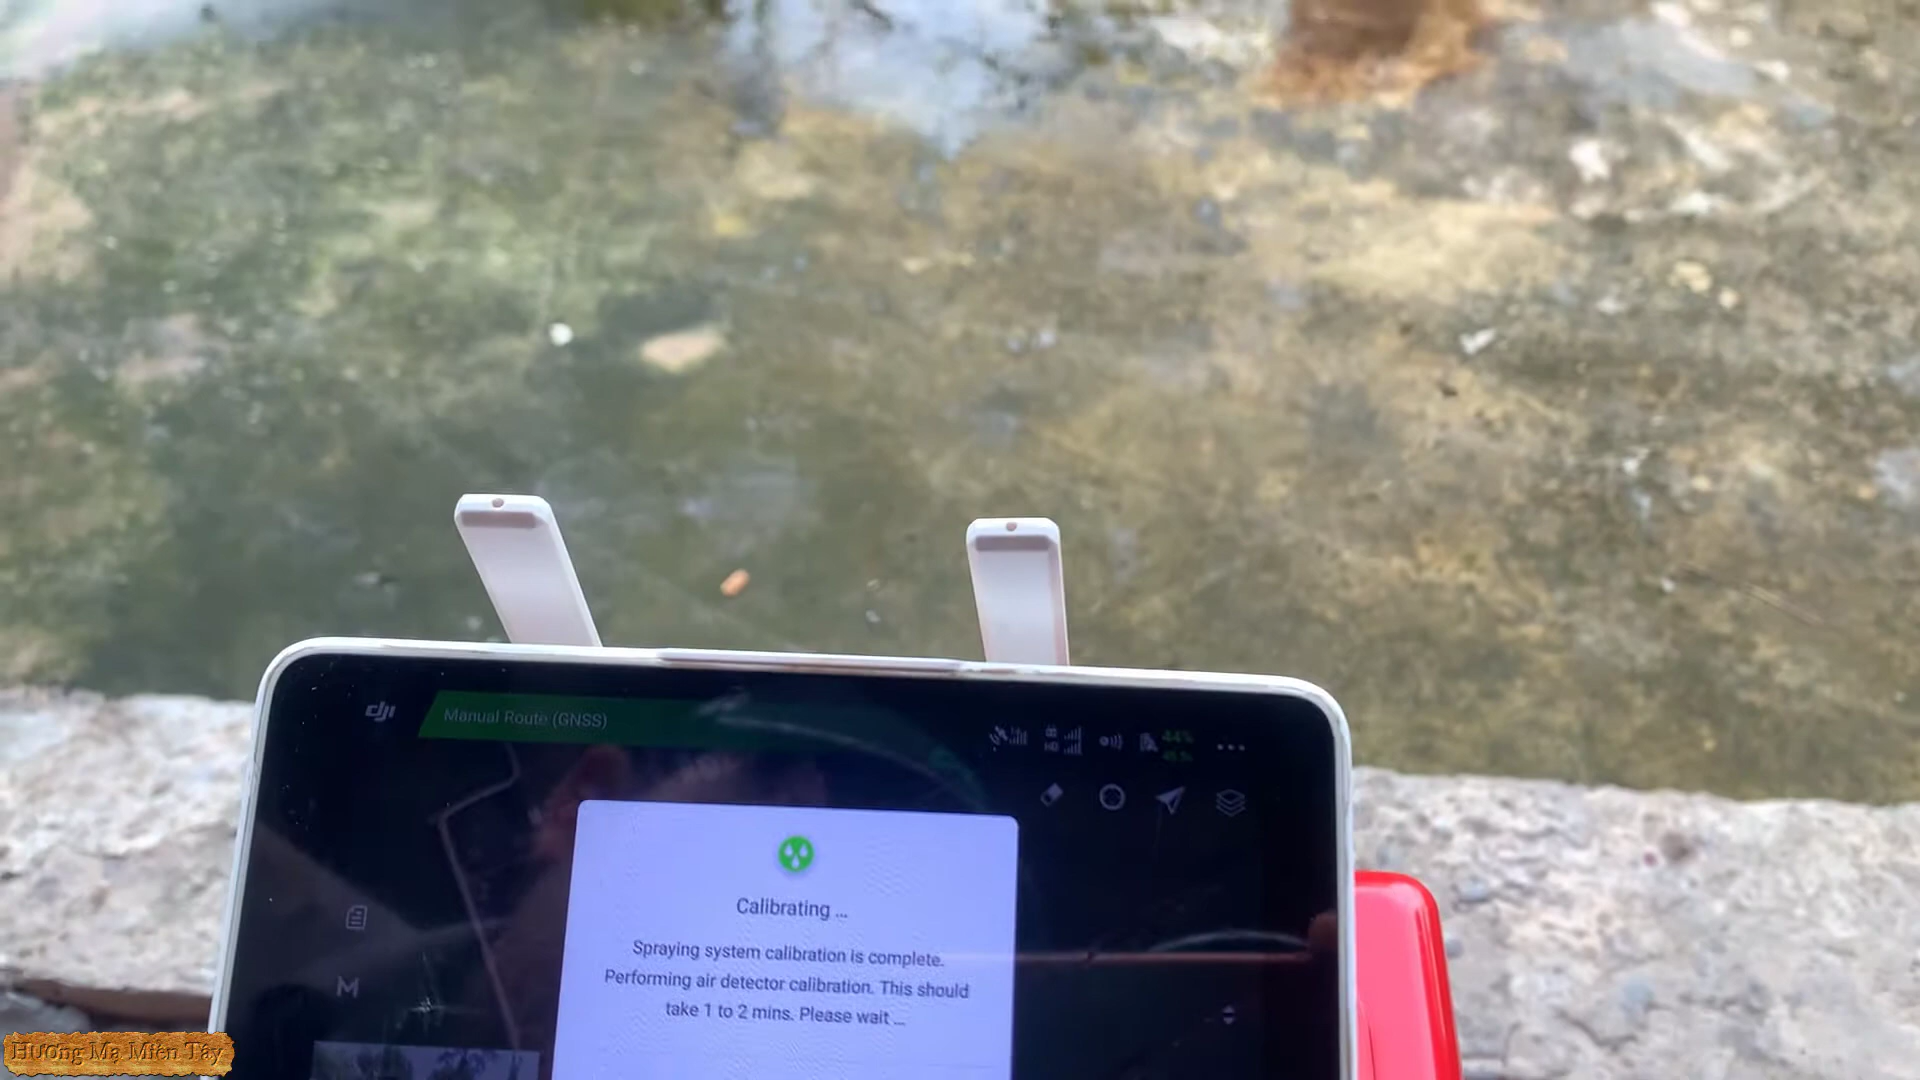 dji
Manual Route (GNSS)
44%
M
Calibrating ...
Spraying system calibration is complete.
Performing air detector calibration. This should
take 1 to 2 mins. Please wait ...
Hương Mạ Miền Tây